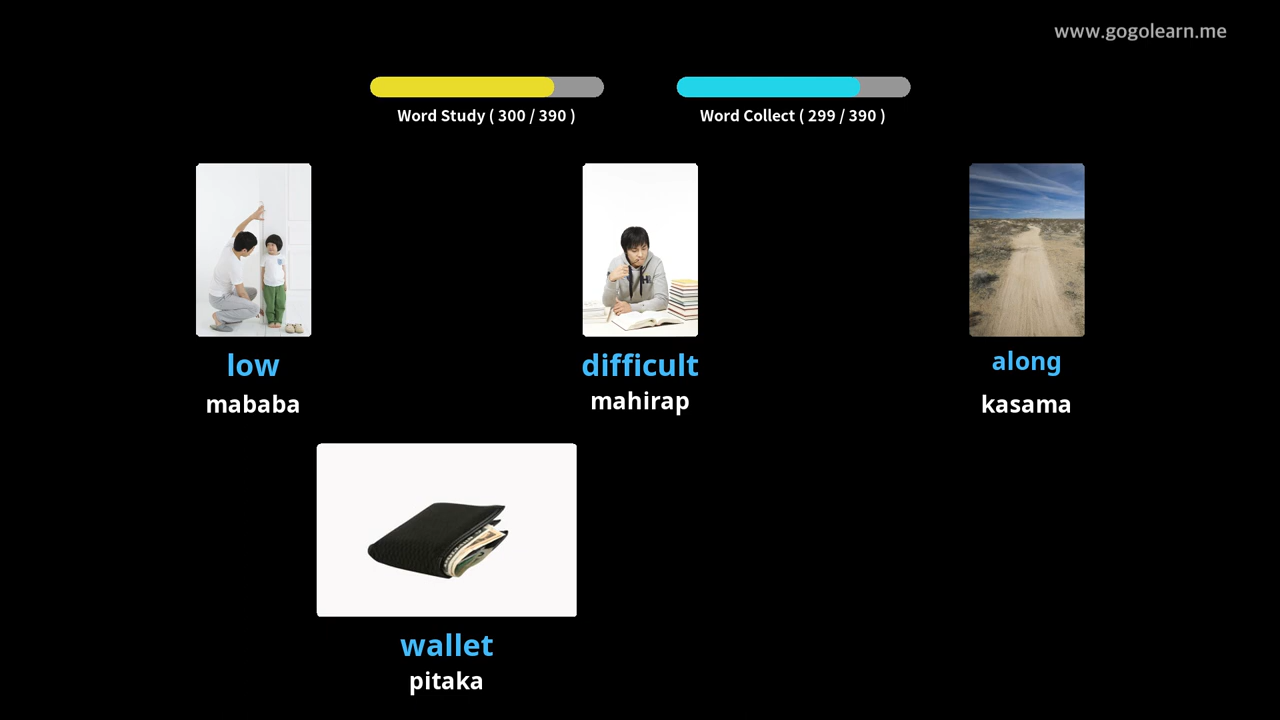 www.gogolearn.me
Word Study ( 300 / 390 )
Word Collect ( 299 / 390 )
low
mababa
difficult
mahirap
along
kasama
wallet
pitaka